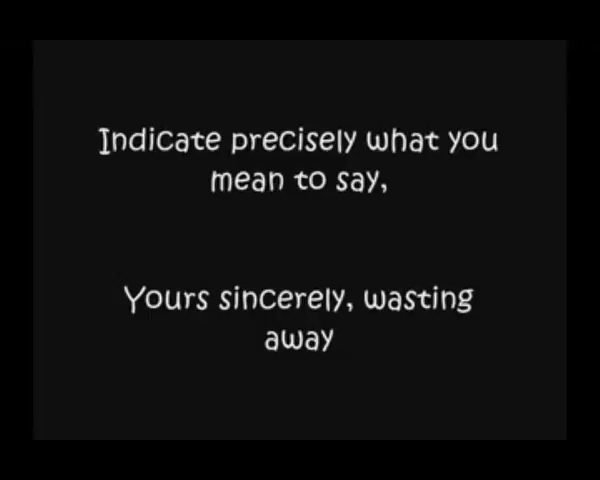 Indicate precisely what you
mean to say,
Yours sincerely, wasting
away